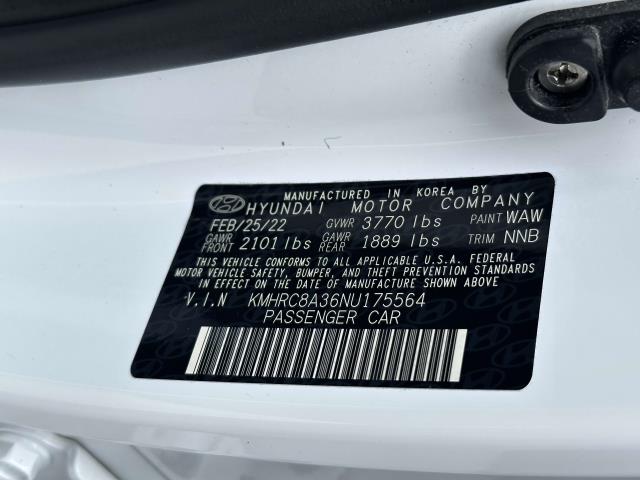 MANUFACTURED IN KOREA BY
HYUNDAI MOTOR COMPANY
FEB/25/22 GVWR 3770 lbs PAINT WAW
GAWR FRONT 2101 lbs GAWR REAR 1889 lbs TRIM NNB
THIS VEHICLE CONFORMS TO ALL APPLICABLE U.S.A. FEDERAL
MOTOR VEHICLE SAFETY, BUMPER, AND THEFT PREVENTION STANDARDS
IN EFFECT ON THE DATE OF MANUFACTURE SHOWN ABOVE
V.I.N KMHRC8A36NU175564
PASSENGER CAR